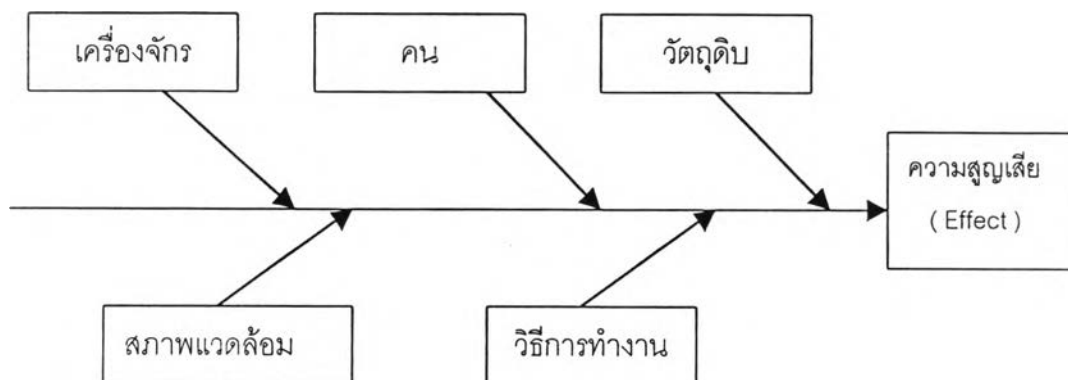 เครื่องจักร
คน
วัตถุดิบ
ความสูญเสีย
( Effect )
สภาพแวดล้อม
วิธีการทำงาน